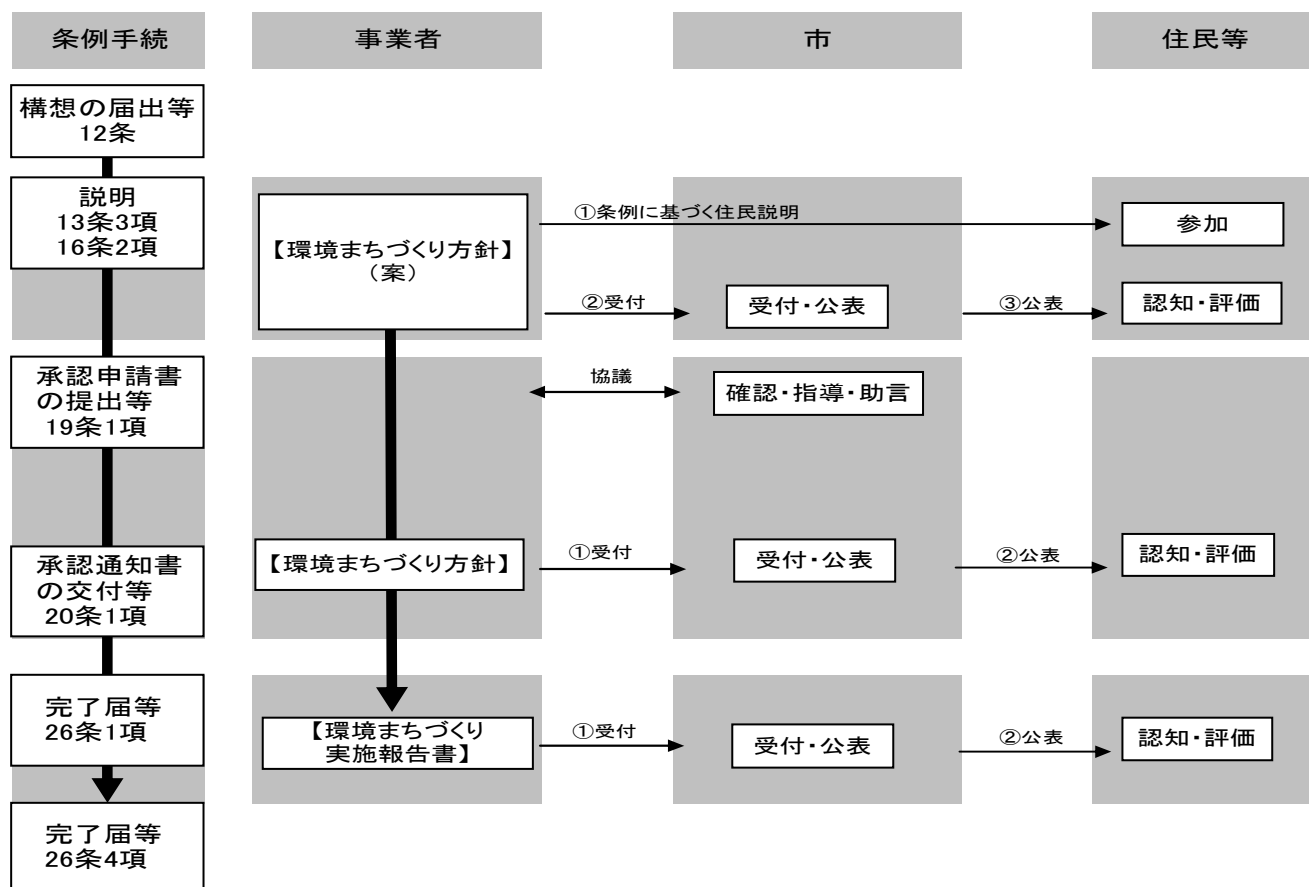 条例手続
事業者
市
住民等
構想の届出等
12条
説明
13条3項
16条2項
【環境まちづくり方針】
（案）
①条例に基づく住民説明
参加
②受付
受付・公表
③公表
認知・評価
承認申請書
の提出等
19条1項
協議
確認・指導・助言
承認通知書
の交付等
20条1項
【環境まちづくり方針】
①受付
受付・公表
②公表
認知・評価
完了届等
26条1項
【環境まちづくり
実施報告書】
①受付
受付・公表
②公表
認知・評価
完了届等
26条4項